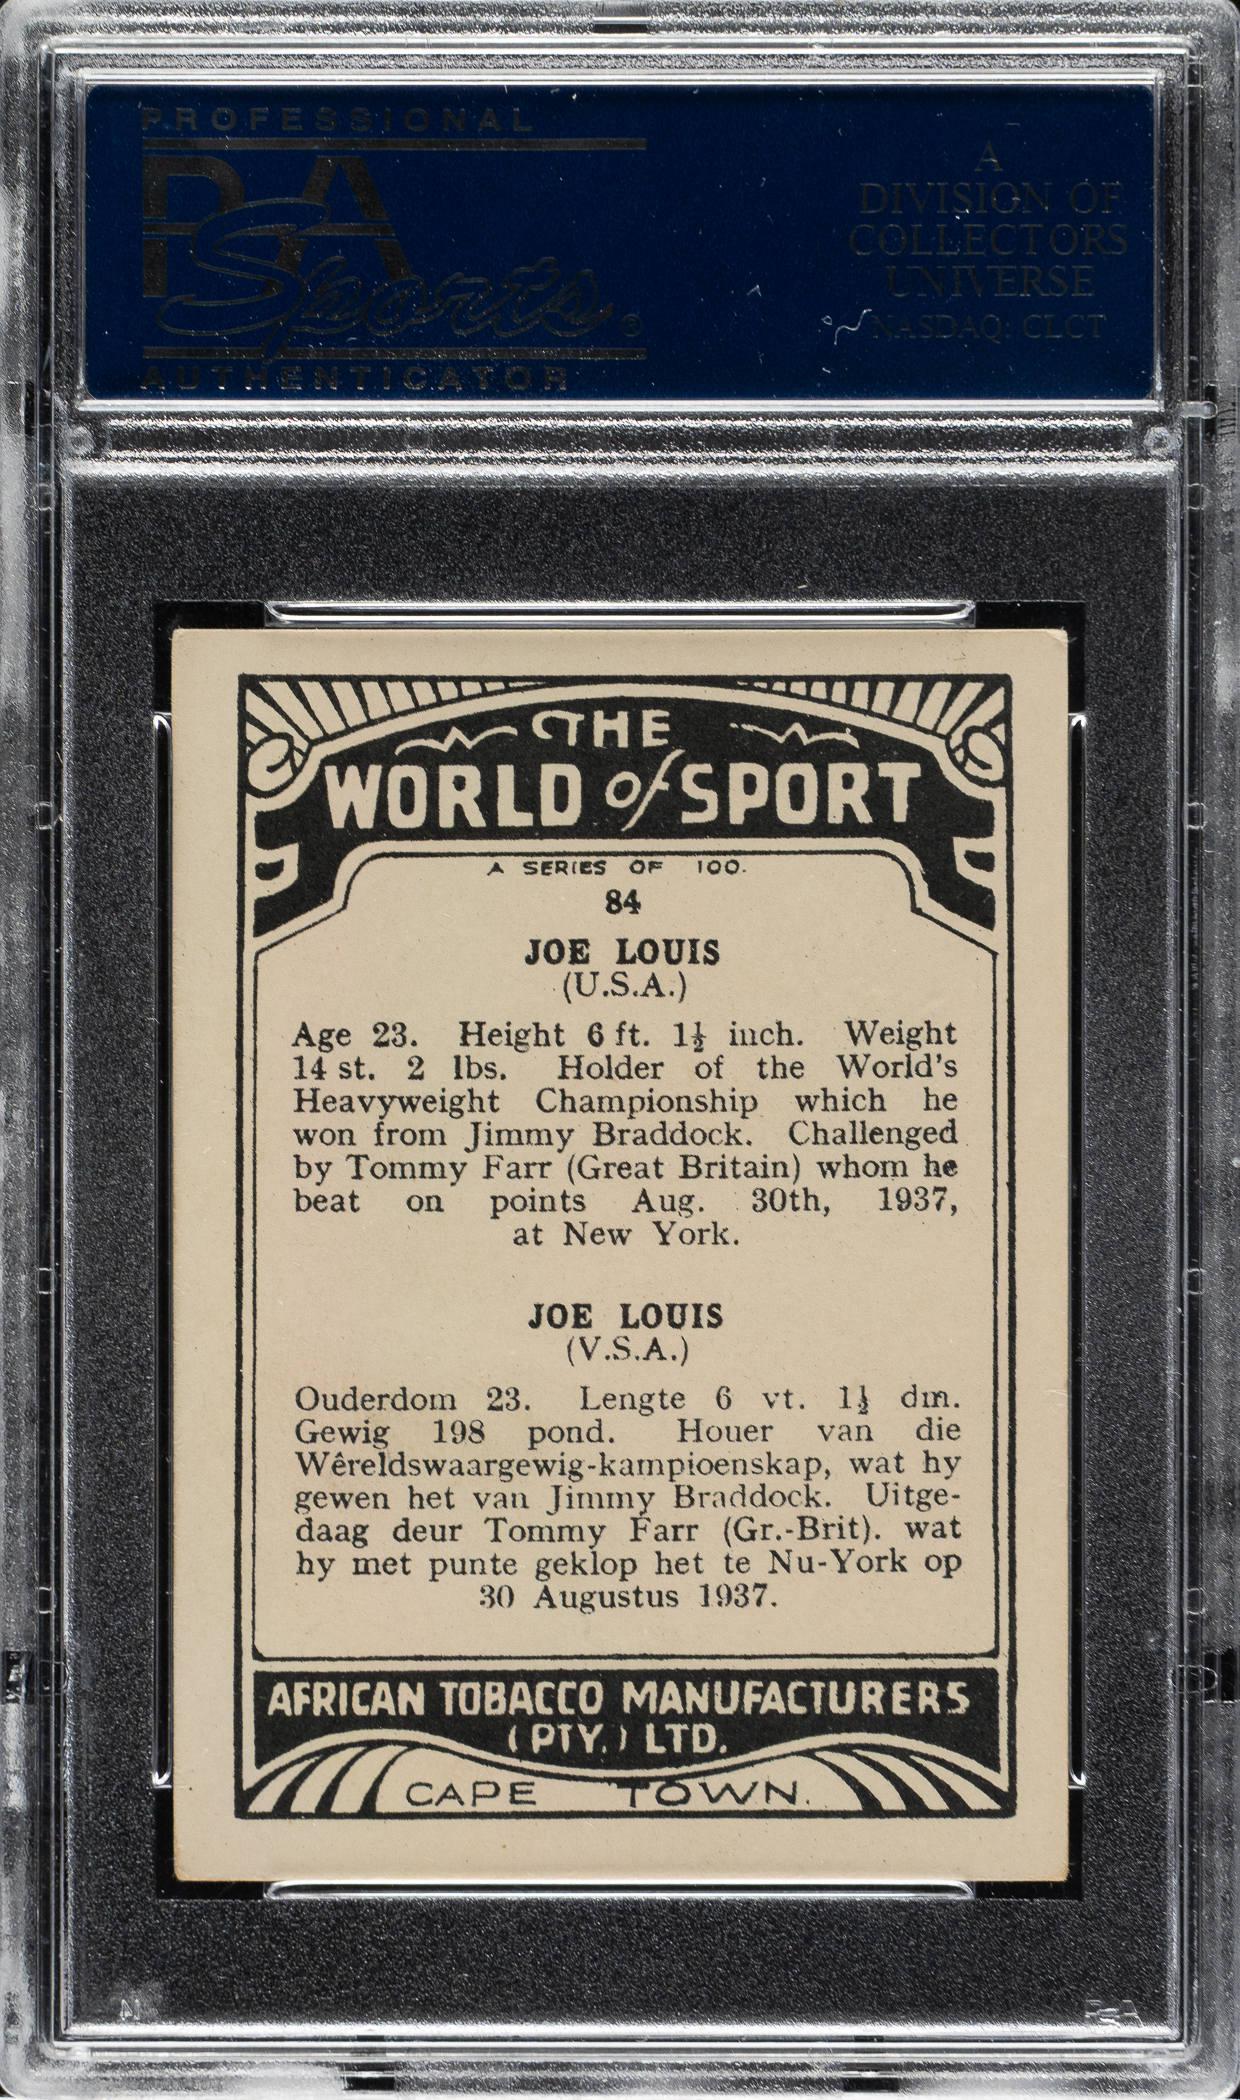 PROFESSIONAL
PSA
Sports ®
AUTHENTICATOR
A
DIVISION OF
COLLECTORS
UNIVERSE
NASDAQ: CLCT
THE
WORLD of SPORT
A SERIES OF 100.
84
JOE LOUIS
(U.S.A.)
Age 23. Height 6 ft. 1½ inch. Weight
14 st. 2 lbs. Holder of the World's
Heavyweight Championship which he
won from Jimmy Braddock. Challenged
by Tommy Farr (Great Britain) whom he
beat on points Aug. 30th, 1937,
at New York.
JOE LOUIS
(V.S.A.)
Ouderdom 23. Lengte 6 vt. 1½ dm.
Gewig 198 pond. Houer van die
Wêreldswaargewig-kampioenskap, wat hy
gewen het van Jimmy Braddock. Uitge-
daag deur Tommy Farr (Gr.-Brit). wat
hy met punte geklop het te Nu-York op
30 Augustus 1937.
AFRICAN TOBACCO MANUFACTURERS
(PTY.) LTD.
CAPE TOWN.
PSA